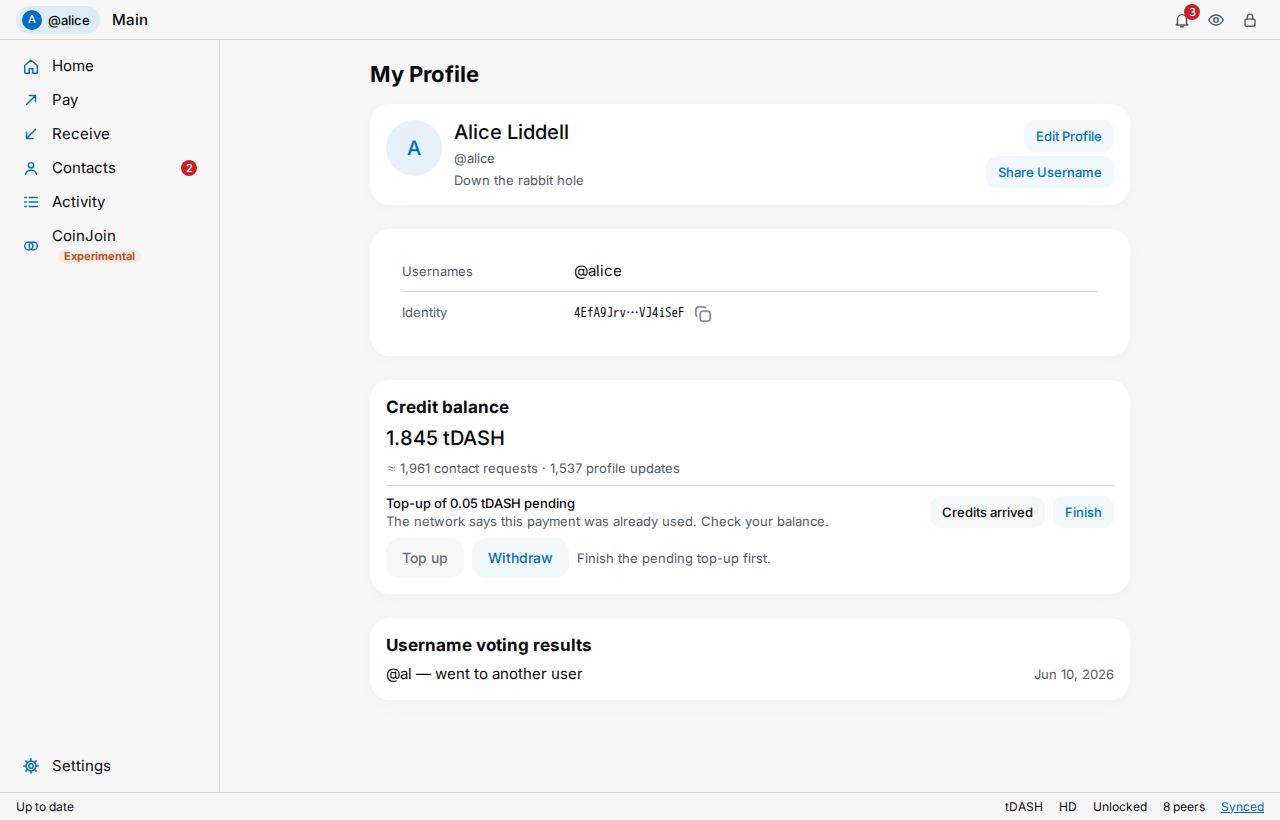 A @alice Main 3
Home
Pay
Receive
Contacts 2
Activity
CoinJoin
Experimental
Settings
My Profile
A
Alice Liddell
@alice
Down the rabbit hole
Edit Profile
Share Username
Usernames @alice
Identity 4EfA9Jrv⋯VJ4iSeF
Credit balance
1.845 tDASH
≈ 1,961 contact requests · 1,537 profile updates
Top-up of 0.05 tDASH pending
The network says this payment was already used. Check your balance.
Credits arrived Finish
Top up Withdraw Finish the pending top-up first.
Username voting results
@al — went to another user Jun 10, 2026
Up to date tDASH HD Unlocked 8 peers Synced